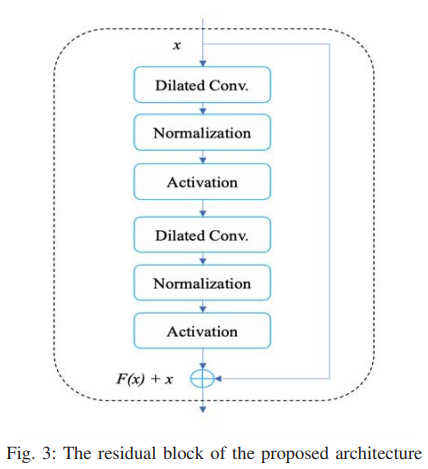 x
Dilated Conv.
Normalization
Activation
Dilated Conv.
Normalization
Activation
F(x) + x
Fig. 3: The residual block of the proposed architecture